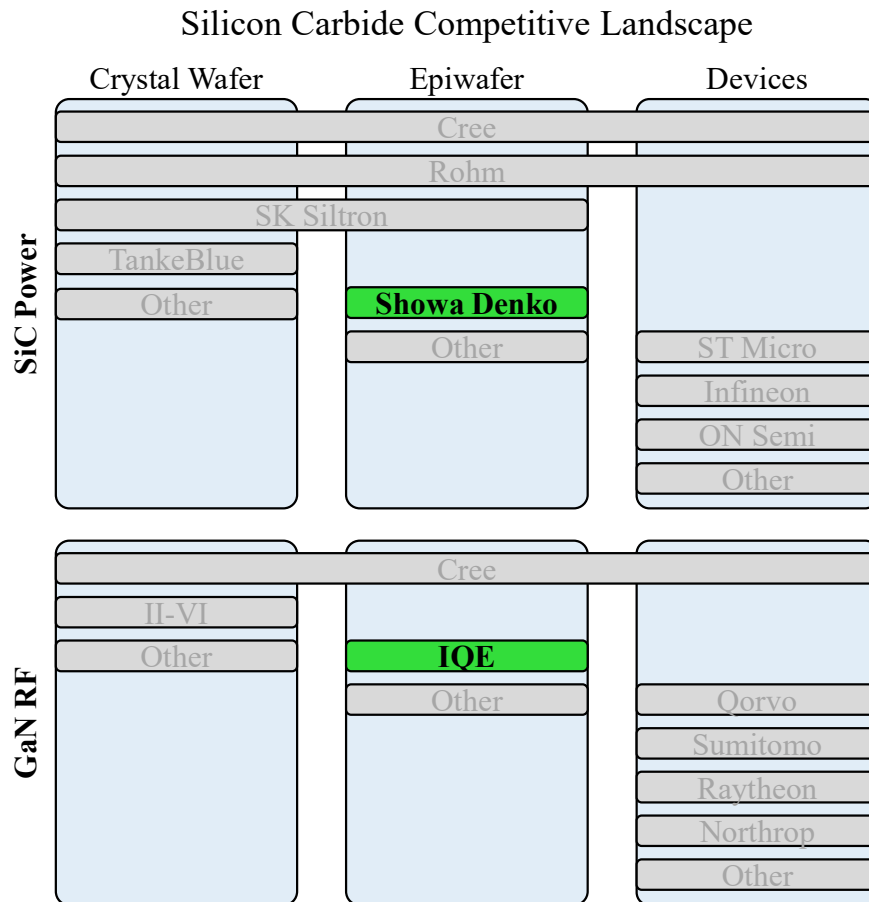 Silicon Carbide Competitive Landscape
Crystal Wafer
Epiwafer
Devices
SiC Power
Cree
Rohm
SK Siltron
TankeBlue
Other
Showa Denko
Other
ST Micro
Infineon
ON Semi
Other
GaN RF
Cree
II-VI
Other
IQE
Other
Qorvo
Sumitomo
Raytheon
Northrop
Other